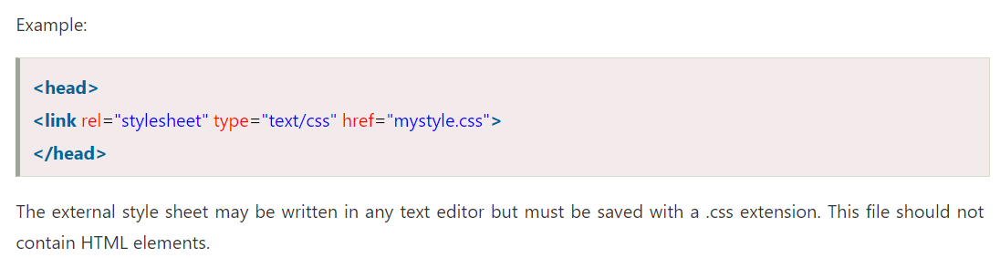 Example:
<head>
<link rel="stylesheet" type="text/css" href="mystyle.css">
</head>
The external style sheet may be written in any text editor but must be saved with a .css extension. This file should not
contain HTML elements.